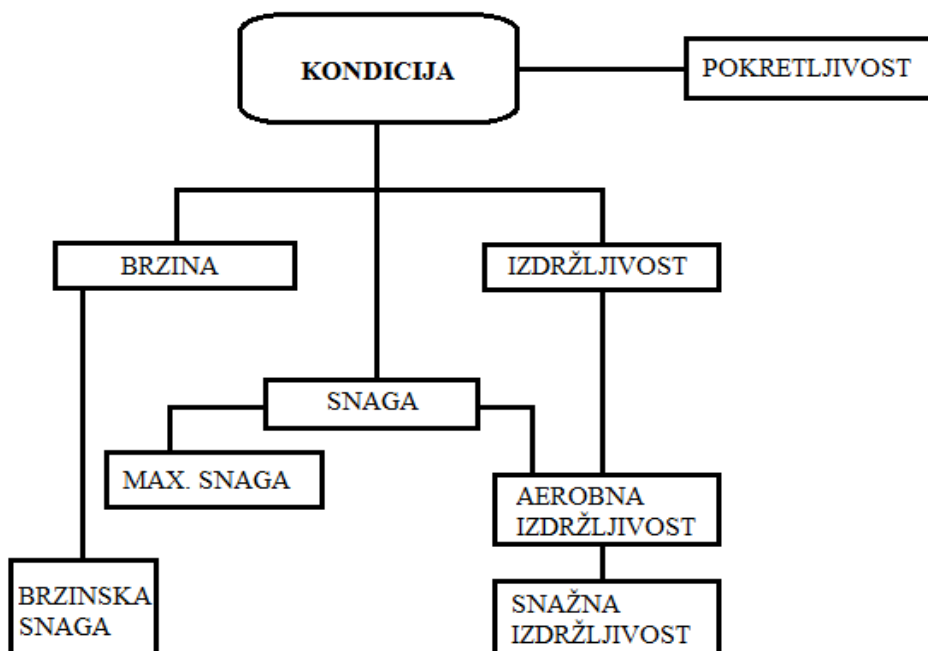 KONDICIJA
POKRETLJIVOST
BRZINA
IZDRŽLJIVOST
SNAGA
MAX. SNAGA
AEROBNA
IZDRŽLJIVOST
BRZINSKA
SNAGA
SNAŽNA
IZDRŽLJIVOST